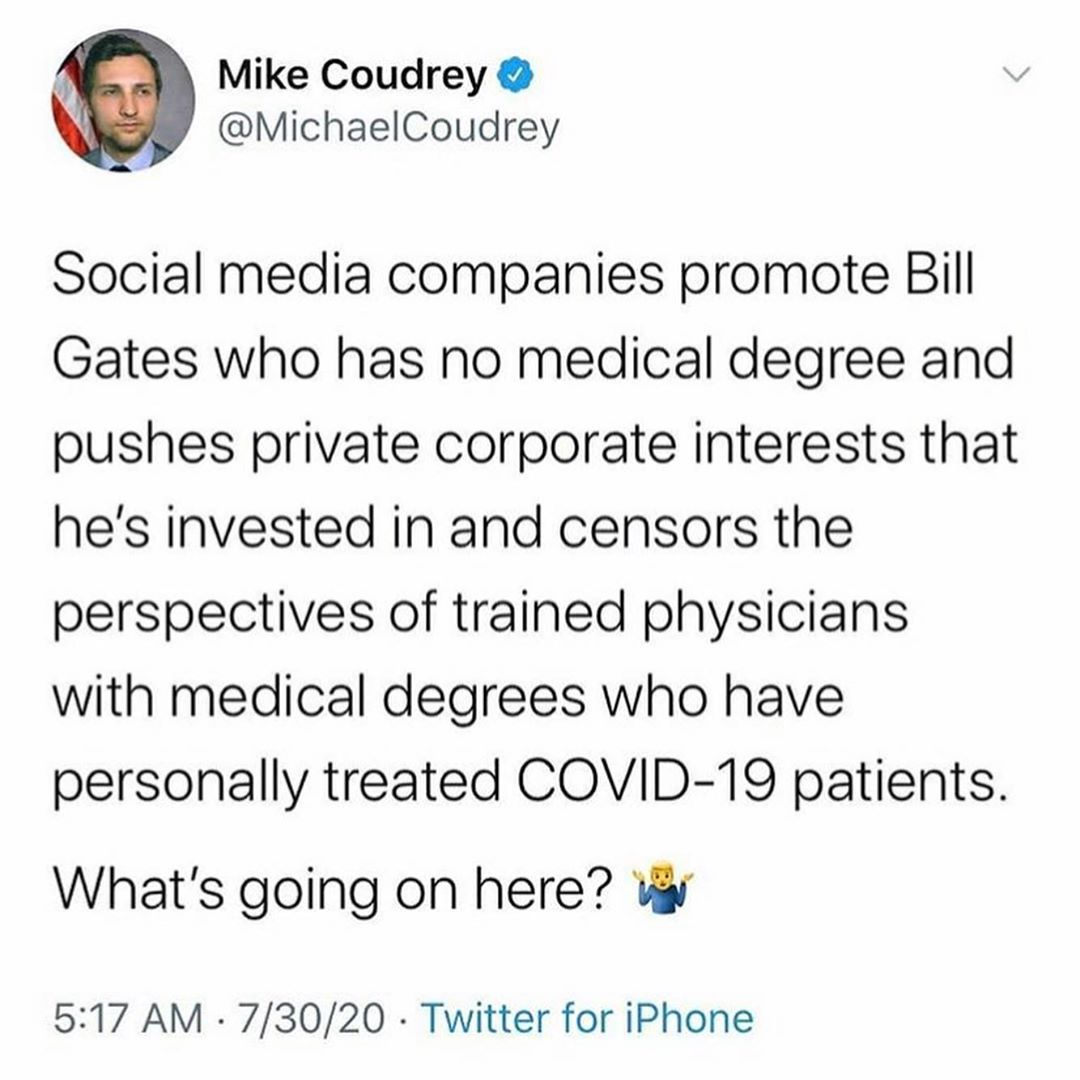 Mike Coudrey
@MichaelCoudrey
Social media companies promote Bill
Gates who has no medical degree and
pushes private corporate interests that
he's invested in and censors the
perspectives of trained physicians
with medical degrees who have
personally treated COVID-19 patients.
What's going on here? 🤷‍♂️
5:17 AM · 7/30/20 · Twitter for iPhone